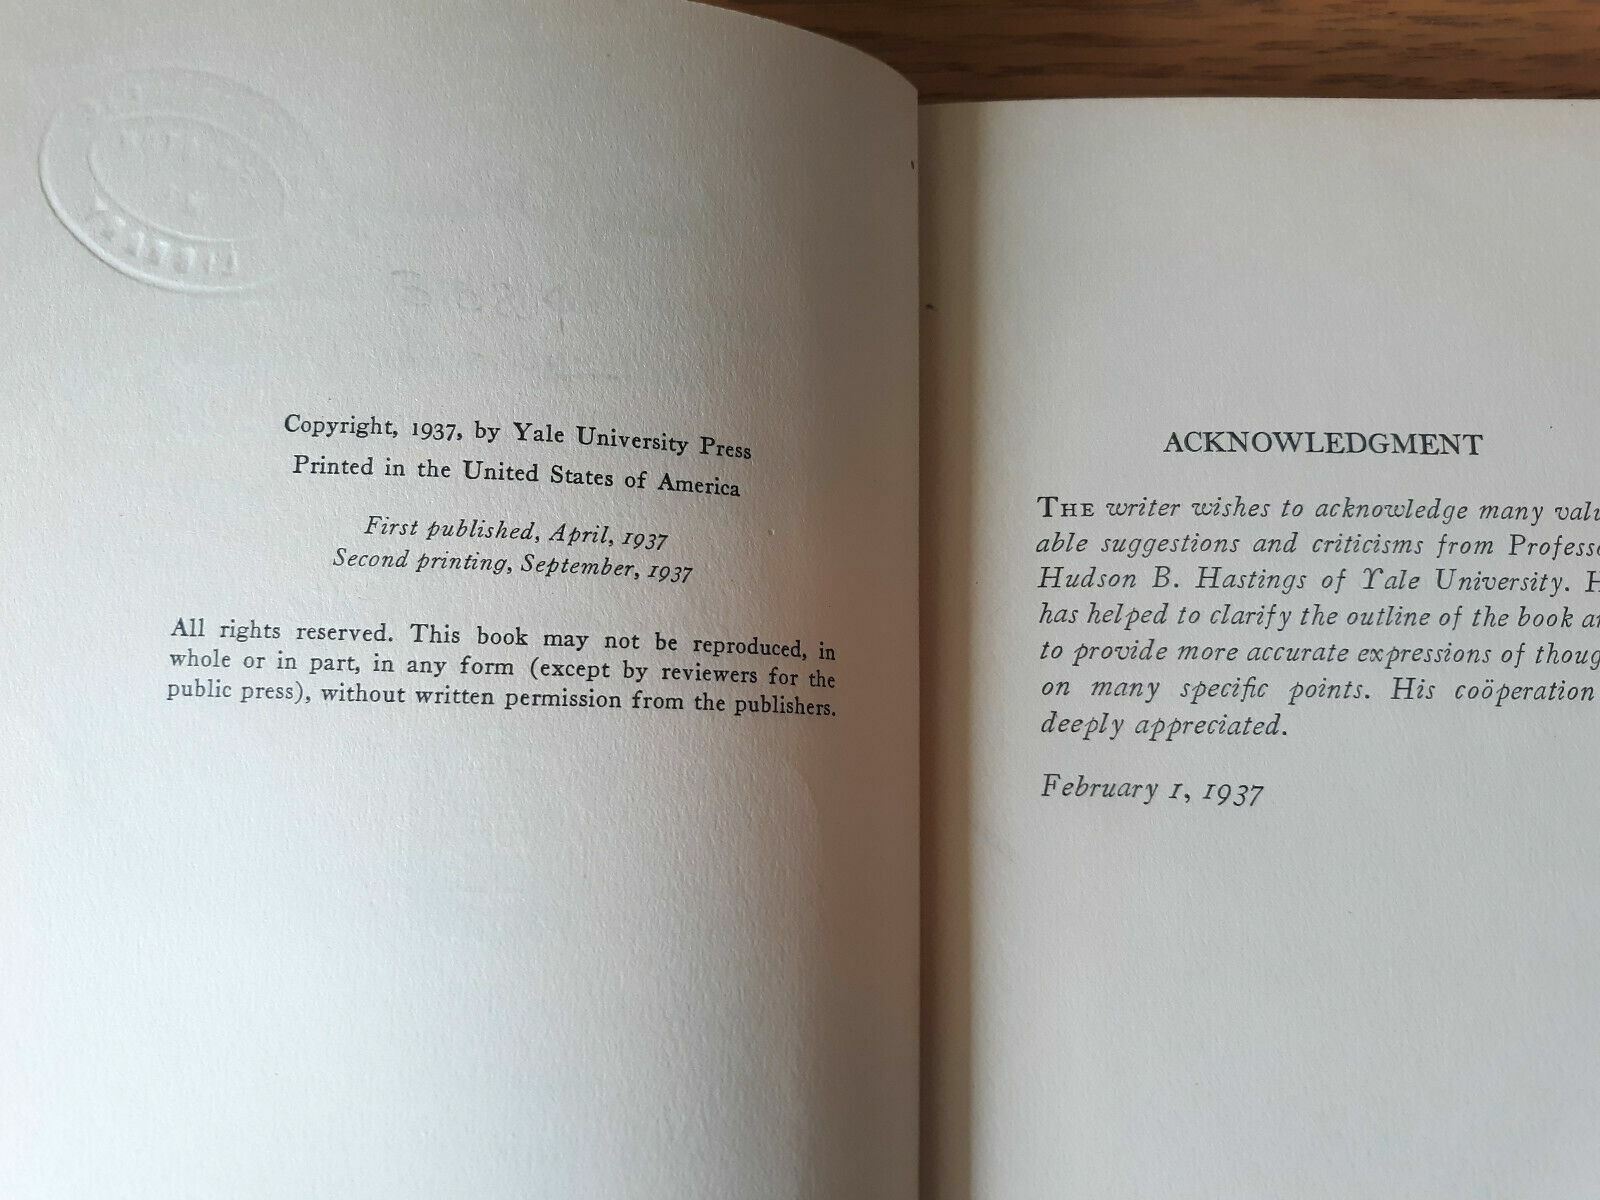 Copyright, 1937, by Yale University Press
Printed in the United States of America
First published, April, 1937
Second printing, September, 1937
All rights reserved. This book may not be reproduced, in
whole or in part, in any form (except by reviewers for the
public press), without written permission from the publishers.
ACKNOWLEDGMENT
THE writer wishes to acknowledge many valu
able suggestions and criticisms from Profess
Hudson B. Hastings of Yale University. H
has helped to clarify the outline of the book a
to provide more accurate expressions of thoug
on many specific points. His coöperation
deeply appreciated.
February 1, 1937